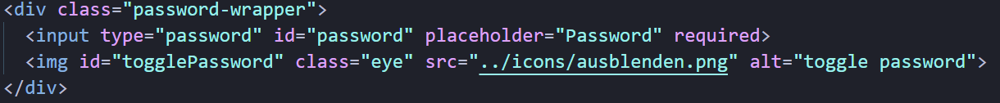 <div class="password-wrapper">
  <input type="password" id="password" placeholder="Password" required>
  <img id="togglePassword" class="eye" src="../icons/ausblenden.png" alt="toggle password">
</div>